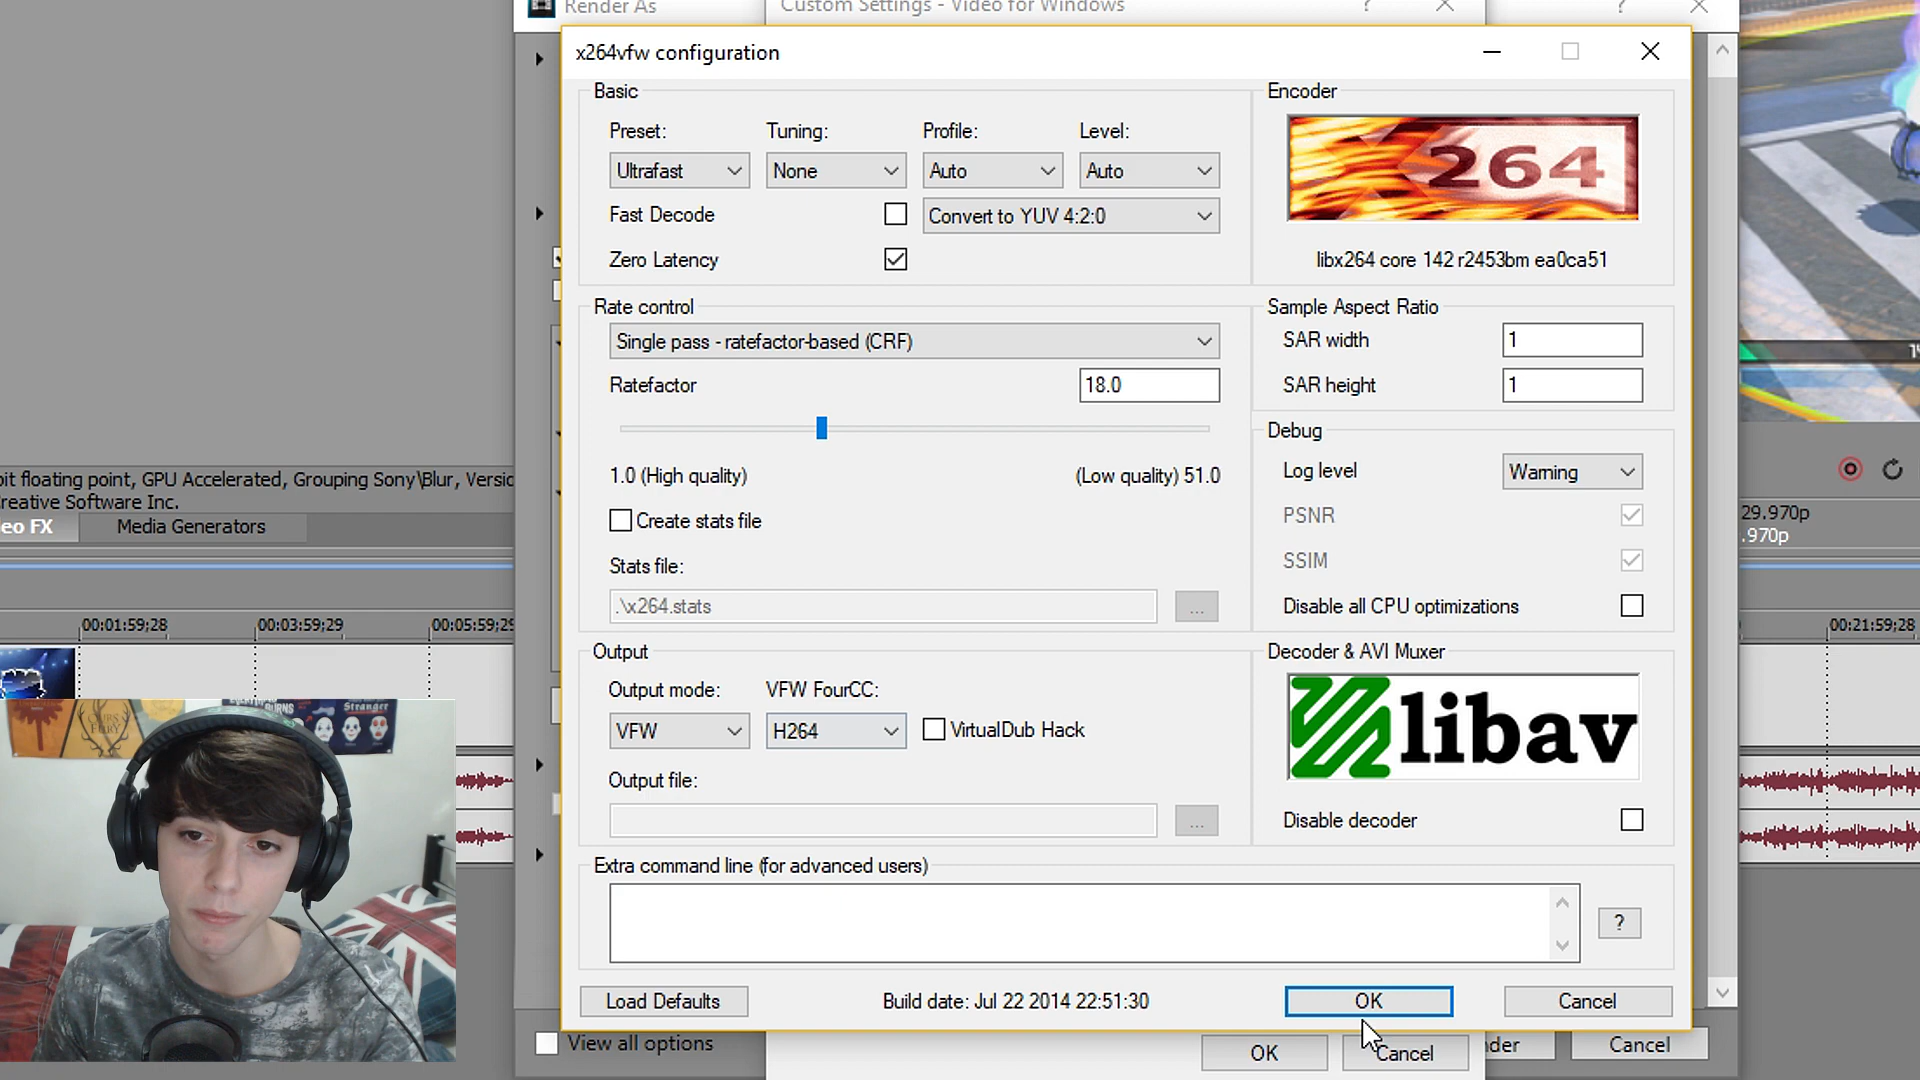 Render As
Custom Settings - Video for Windows
x264vfw configuration
Basic
Preset:
Tuning:
Profile:
Level:
Ultrafast
None
Auto
Auto
Fast Decode
Convert to YUV 4:2:0
Zero Latency
Encoder
264
libx264 core 142 r2453bm ea0ca51
Rate control
Single pass - ratefactor-based (CRF)
Ratefactor
18.0
1.0 (High quality)
(Low quality) 51.0
Create stats file
Stats file:
.\x264.stats
...
Sample Aspect Ratio
SAR width
1
SAR height
1
Debug
Log level
Warning
PSNR
SSIM
Disable all CPU optimizations
Output
Output mode:
VFW FourCC:
VFW
H264
VirtualDub Hack
Output file:
...
Decoder & AVI Muxer
libav
Disable decoder
Extra command line (for advanced users)
?
Load Defaults
Build date: Jul 22 2014 22:51:30
OK
Cancel
View all options
OK
Cancel
der
Cancel
bit floating point, GPU Accelerated, Grouping Sony\Blur, Versio
Creative Software Inc.
eo FX
Media Generators
00:01:59;28
00:03:59;29
00:05:59;29
00:21:59;28
29.970p
.970p
OURS
FURY
BURNS
Stranger